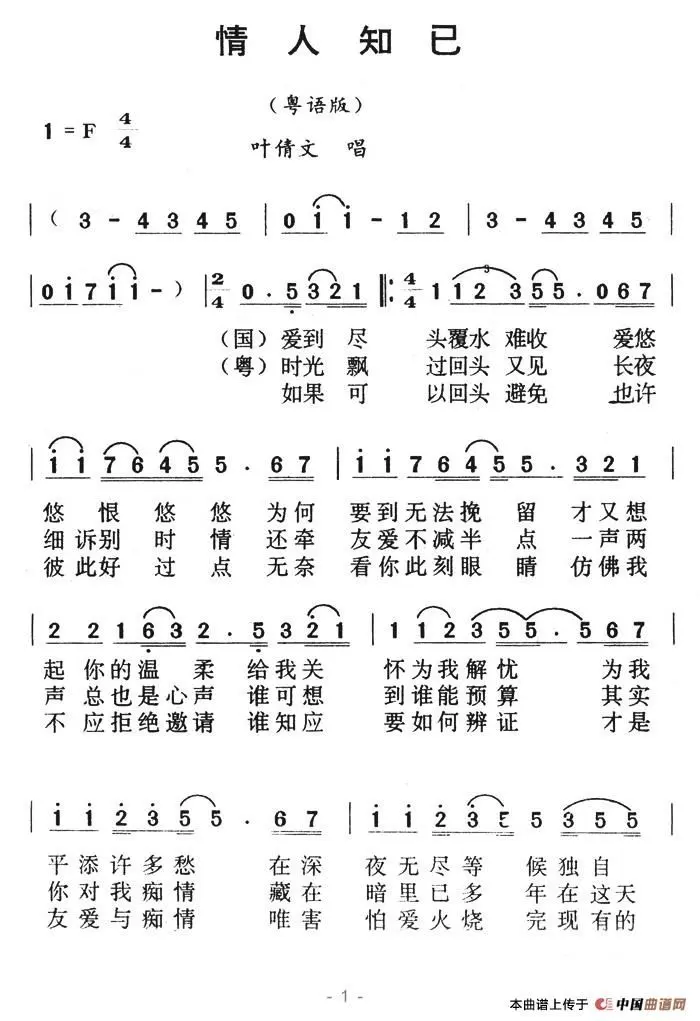 情人知已
（粤语版）
1 = F 4/4
叶倩文 唱
| ( 3 - 4 3 4 5 | 0 i i - 1 2 | 3 - 4 3 4 5
| 0 i 7 i i - ) | 2/4 0 . 5 3 2 1 |: 4/4 1 1 2 3 5 5 . 0 6 7 |
（国）爱到 尽 头覆水 难收 爱悠
（粤）时光 飘 过回头 又见 长夜
如果 可 以回头 避免 也许
| i i 7 6 4 5 5 . 6 7 | i i 7 6 4 5 5 . 3 2 1 |
悠 恨 悠 悠 为何 要到无法挽 留 才又想
细诉别 时 情 还牵 友爱不减半 点 一声两
彼此好 过 点 无奈 看你此刻眼 睛 仿佛我
| 2 2 1 6 3 2 . 5 3 2 1 | 1 1 2 3 5 5 . 5 6 7 |
起 你的温 柔 给我关 怀为我解忧 为我
声 总也是心声 谁可想 到谁能预算 其实
不 应拒绝邀请 谁知应 要如何辨证 才是
| i i 2 3 5 5 . 6 7 | i i 2 3 5 5 3 5 5 |
平添许多愁 在深 夜无尽等 候独自
你对我痴情 藏在 暗里已多 年在这天
友爱与痴情 唯害 怕爱火烧 完现有的
- 1 -
本曲谱上传于 中国曲谱网